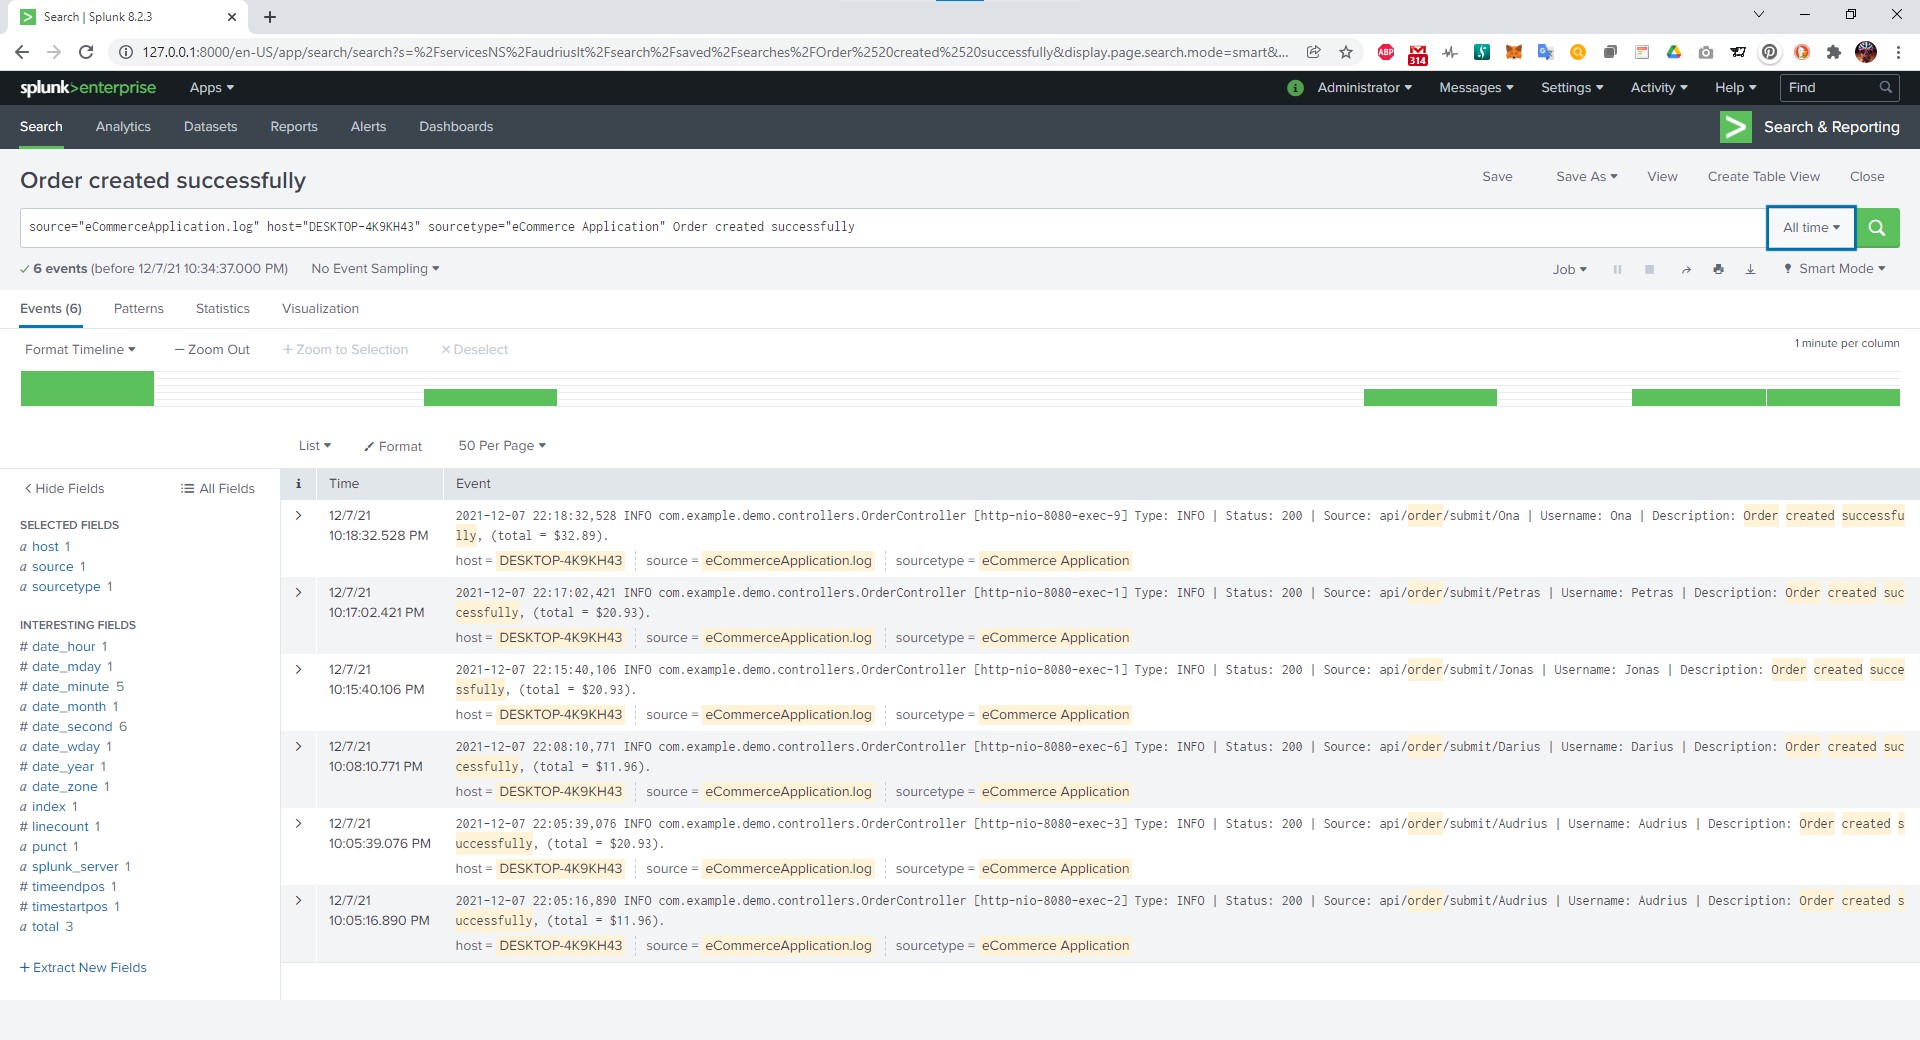 Search | Splunk 8.2.3
127.0.0.1:8000/en-US/app/search/search?s=%2FservicesNS%2Faudriuslt%2Fsearch%2Fsaved%2Fsearches%2FOrder%2520created%2520successfully&display.page.search.mode=smart&...
ABP
314
splunk>enterprise Apps
i Administrator Messages Settings Activity Help Find
Search Analytics Datasets Reports Alerts Dashboards
Search & Reporting
Order created successfully
Save Save As View Create Table View Close
source="eCommerceApplication.log" host="DESKTOP-4K9KH43" sourcetype="eCommerce Application" Order created successfully
All time
6 events (before 12/7/21 10:34:37.000 PM) No Event Sampling
Job Smart Mode
Events (6) Patterns Statistics Visualization
Format Timeline — Zoom Out + Zoom to Selection × Deselect
1 minute per column
List Format 50 Per Page
< Hide Fields All Fields
SELECTED FIELDS
a host 1
a source 1
a sourcetype 1
INTERESTING FIELDS
# date_hour 1
# date_mday 1
# date_minute 5
a date_month 1
# date_second 6
a date_wday 1
# date_year 1
a date_zone 1
a index 1
# linecount 1
a punct 1
a splunk_server 1
# timeendpos 1
# timestartpos 1
a total 3
+ Extract New Fields
i Time Event
12/7/21
10:18:32.528 PM
2021-12-07 22:18:32,528 INFO com.example.demo.controllers.OrderController [http-nio-8080-exec-9] Type: INFO | Status: 200 | Source: api/order/submit/Ona | Username: Ona | Description: Order created successfu
lly, (total = $32.89).
host = DESKTOP-4K9KH43 source = eCommerceApplication.log sourcetype = eCommerce Application
12/7/21
10:17:02.421 PM
2021-12-07 22:17:02,421 INFO com.example.demo.controllers.OrderController [http-nio-8080-exec-1] Type: INFO | Status: 200 | Source: api/order/submit/Petras | Username: Petras | Description: Order created suc
cessfully, (total = $20.93).
host = DESKTOP-4K9KH43 source = eCommerceApplication.log sourcetype = eCommerce Application
12/7/21
10:15:40.106 PM
2021-12-07 22:15:40,106 INFO com.example.demo.controllers.OrderController [http-nio-8080-exec-1] Type: INFO | Status: 200 | Source: api/order/submit/Jonas | Username: Jonas | Description: Order created succe
ssfully, (total = $20.93).
host = DESKTOP-4K9KH43 source = eCommerceApplication.log sourcetype = eCommerce Application
12/7/21
10:08:10.771 PM
2021-12-07 22:08:10,771 INFO com.example.demo.controllers.OrderController [http-nio-8080-exec-6] Type: INFO | Status: 200 | Source: api/order/submit/Darius | Username: Darius | Description: Order created suc
cessfully, (total = $11.96).
host = DESKTOP-4K9KH43 source = eCommerceApplication.log sourcetype = eCommerce Application
12/7/21
10:05:39.076 PM
2021-12-07 22:05:39,076 INFO com.example.demo.controllers.OrderController [http-nio-8080-exec-3] Type: INFO | Status: 200 | Source: api/order/submit/Audrius | Username: Audrius | Description: Order created s
uccessfully, (total = $20.93).
host = DESKTOP-4K9KH43 source = eCommerceApplication.log sourcetype = eCommerce Application
12/7/21
10:05:16.890 PM
2021-12-07 22:05:16,890 INFO com.example.demo.controllers.OrderController [http-nio-8080-exec-2] Type: INFO | Status: 200 | Source: api/order/submit/Audrius | Username: Audrius | Description: Order created s
uccessfully, (total = $11.96).
host = DESKTOP-4K9KH43 source = eCommerceApplication.log sourcetype = eCommerce Application